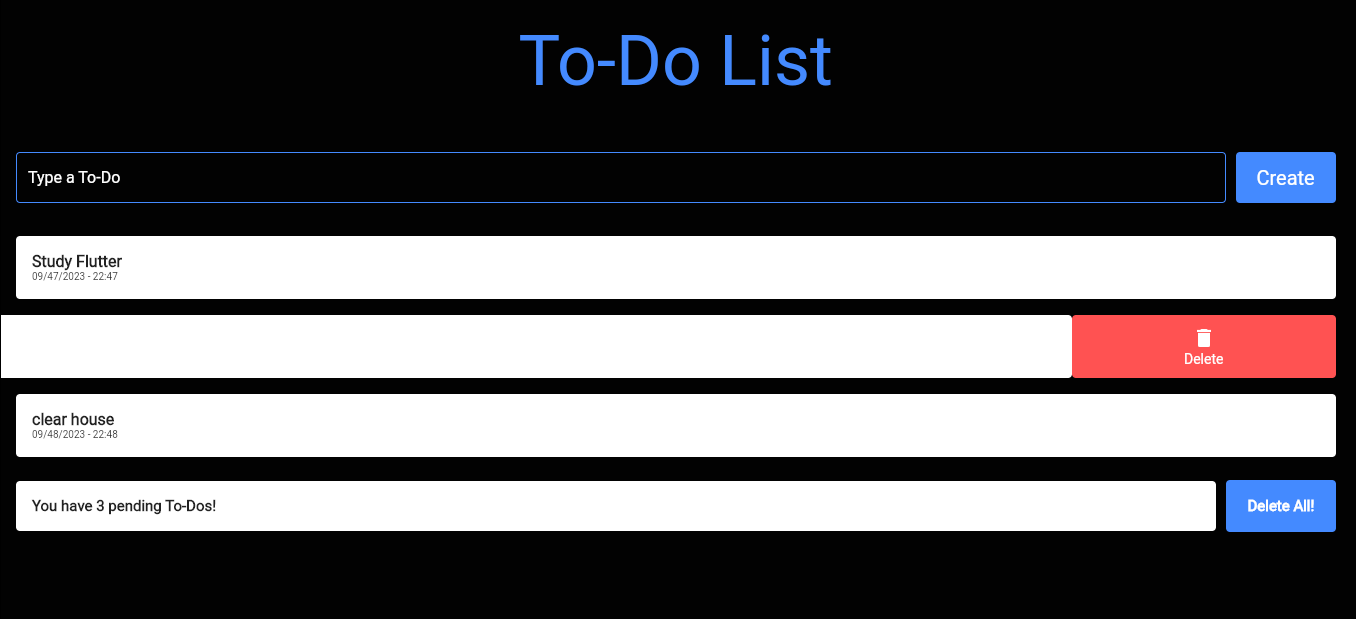 To-Do List
Type a To-Do
Create
Study Flutter
09/47/2023 - 22:47
Delete
clear house
09/48/2023 - 22:48
You have 3 pending To-Dos!
Delete All!